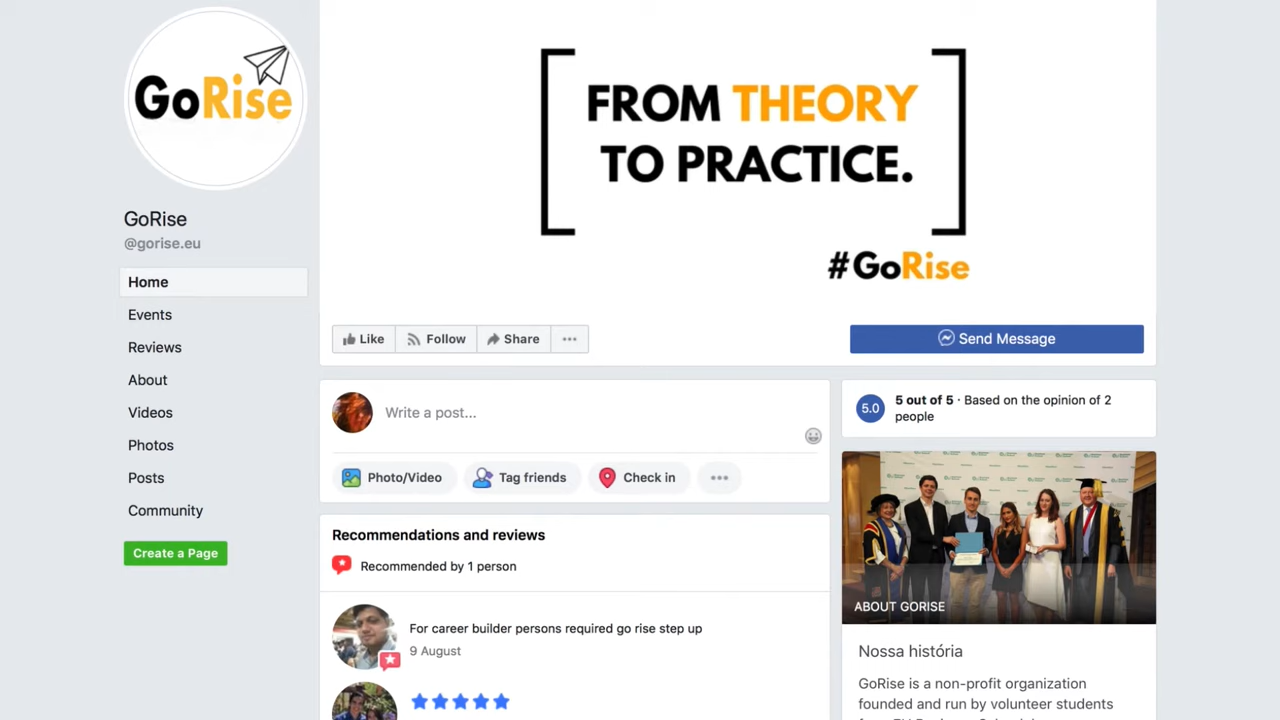 GoRise
FROM THEORY
TO PRACTICE.
#GoRise
GoRise
@gorise.eu
Home
Events
Reviews
About
Videos
Photos
Posts
Community
Create a Page
Like
Follow
Share
Send Message
Write a post...
Photo/Video
Tag friends
Check in
Recommendations and reviews
Recommended by 1 person
For career builder persons required go rise step up
9 August
5.0
5 out of 5 · Based on the opinion of 2
people
ABOUT GORISE
Nossa história
GoRise is a non-profit organization
founded and run by volunteer students